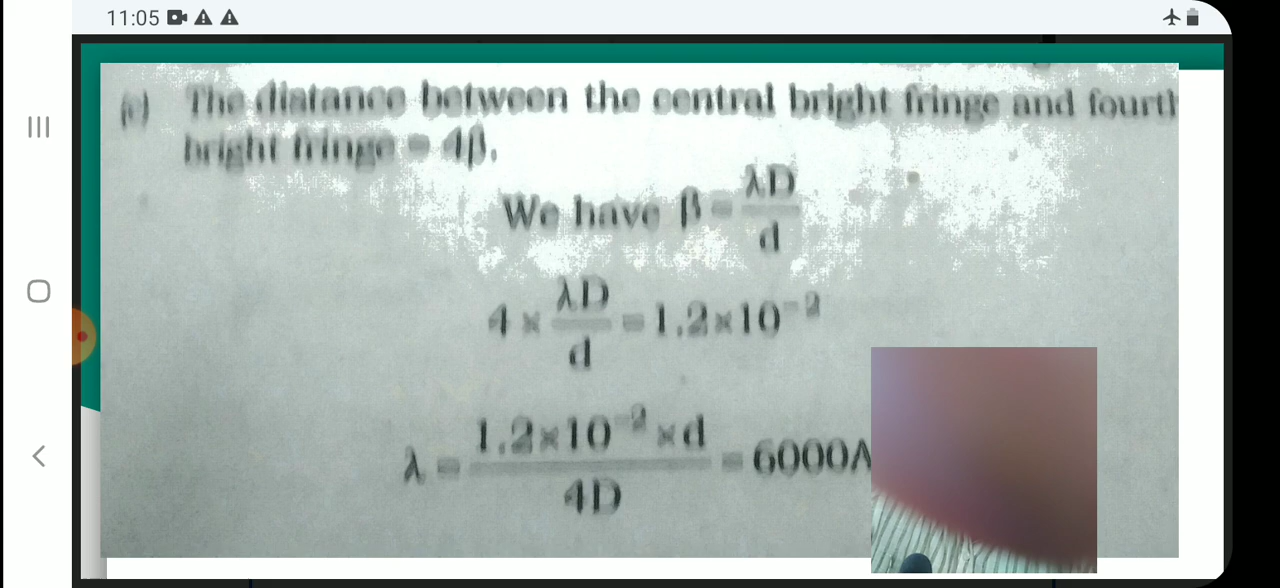 11:05
(c) The distance between the central bright fringe and fourth
bright fringe = 4β.
We have β = λD/d
4 × λD/d = 1.2×10⁻²
λ = 1.2×10⁻² × d / 4D = 6000A